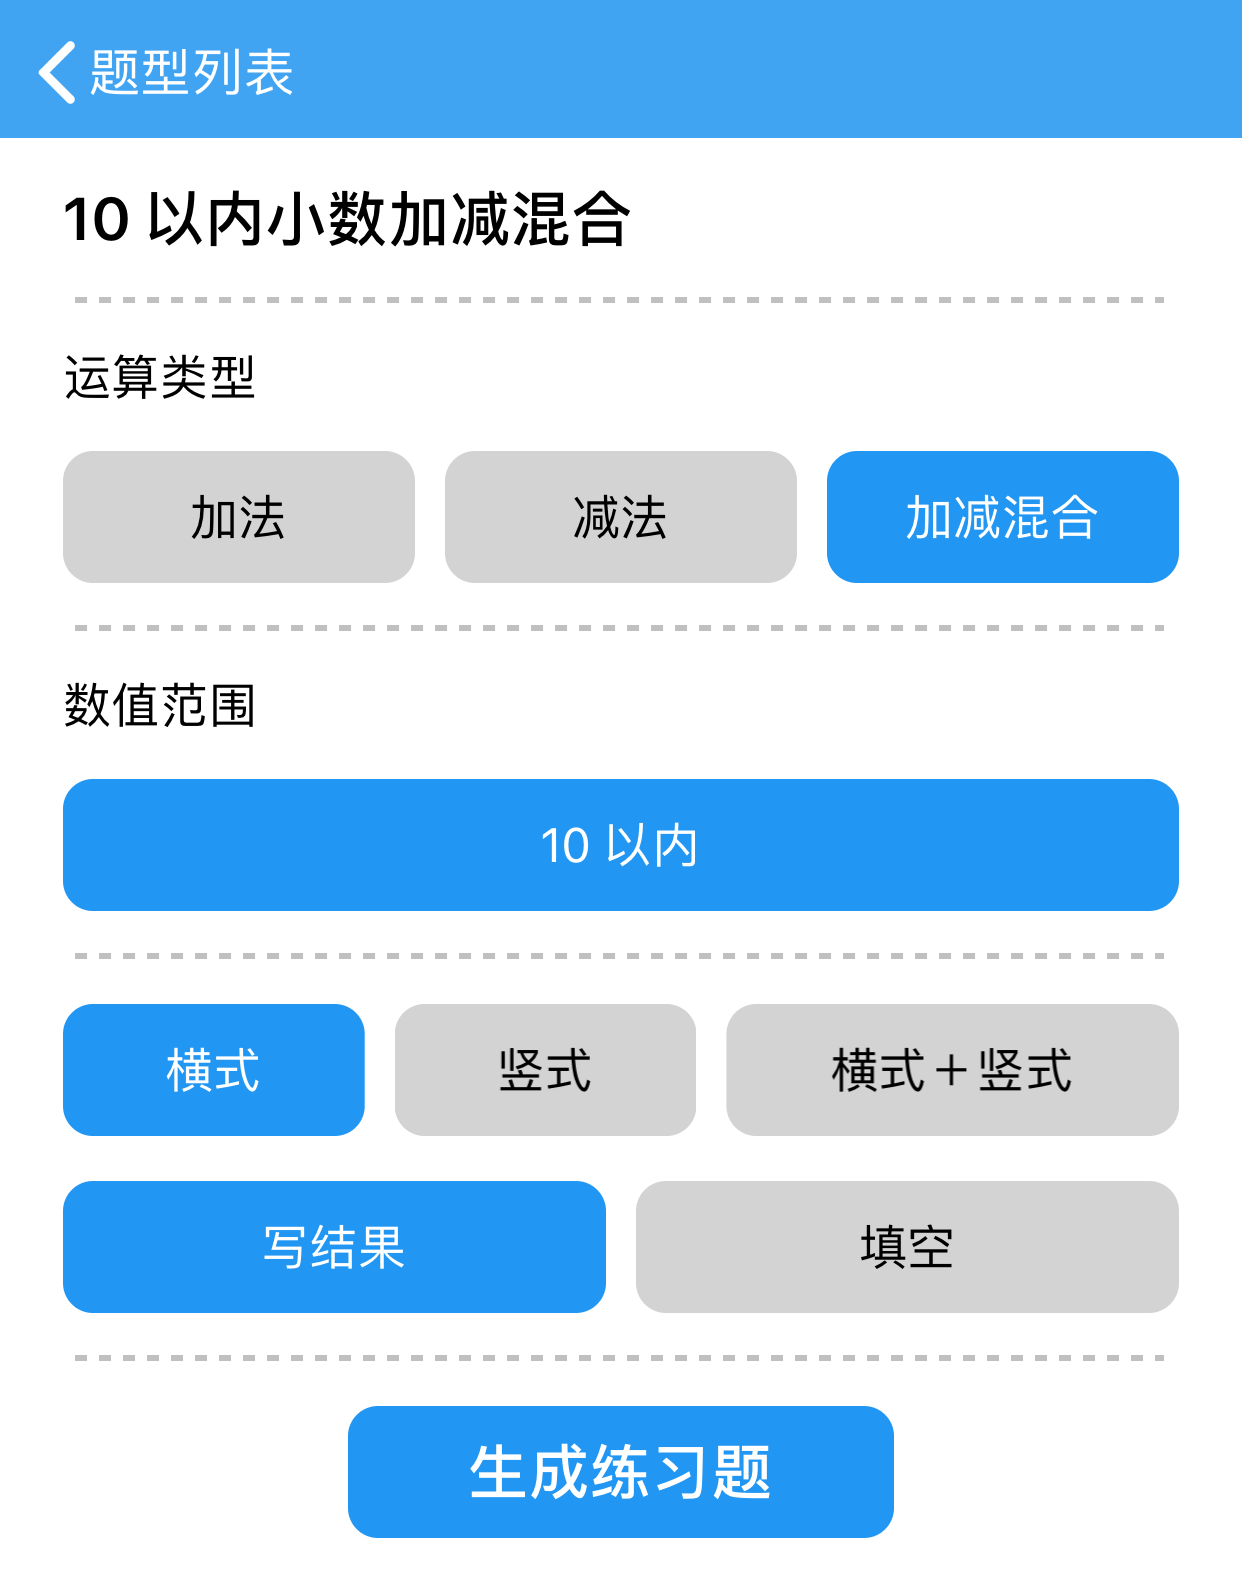 题型列表
10 以内小数加减混合
运算类型
加法 减法 加减混合
数值范围
10 以内
横式 竖式 横式＋竖式
写结果 填空
生成练习题